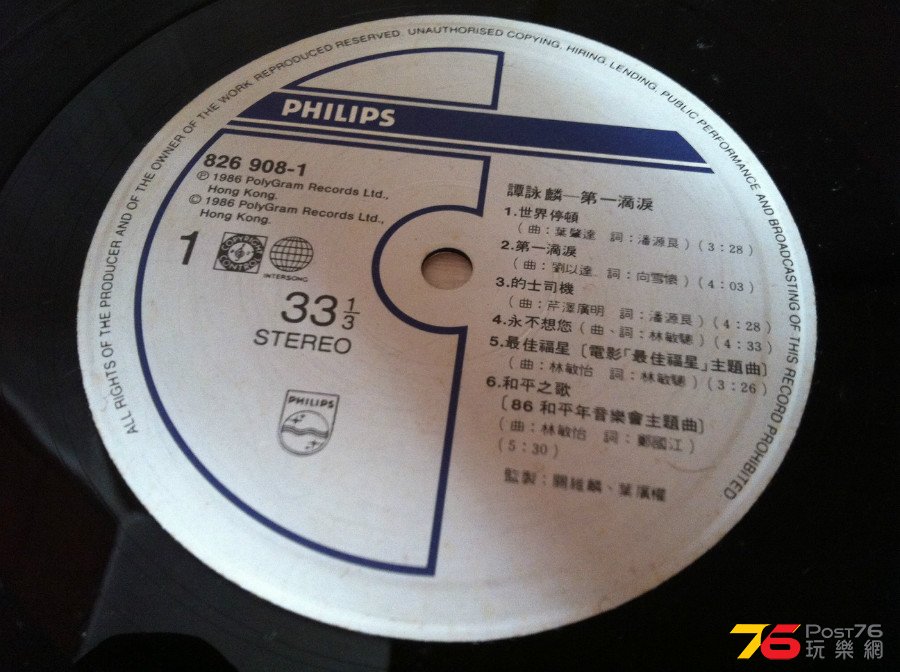 ALL RIGHTS OF THE PRODUCER AND OF THE OWNER OF THE WORK REPRODUCED RESERVED. UNAUTHORISED COPYING, HIRING, LENDING, PUBLIC PERFORMANCE AND BROADCASTING OF THIS RECORD PROHIBITED
PHILIPS
826 908-1
Ⓟ 1986 PolyGram Records Ltd.,
Hong Kong.
© 1986 PolyGram Records Ltd.,
Hong Kong.
1
COPYRIGHT CONTROL
INTERSONG
33 1/3
STEREO
PHILIPS
譚詠麟—第一滴淚
1.世界停頓
(曲:葉肇達 詞:潘源良)(3:28)
2.第一滴淚
(曲:劉以達 詞:向雪懷)(4:03)
3.的士司機
(曲:芹澤廣明 詞:潘源良)(4:28)
4.永不想您(曲、詞:林敏驄)(4:33)
5.最佳福星〔電影「最佳福星」主題曲〕
(曲:林敏怡 詞:林敏驄)(3:26)
6.和平之歌
〔86和平年音樂會主題曲〕
(曲:林敏怡 詞:鄭國江)
(5:30)
監製:關維麟、葉廣權
76 POST76
玩樂網